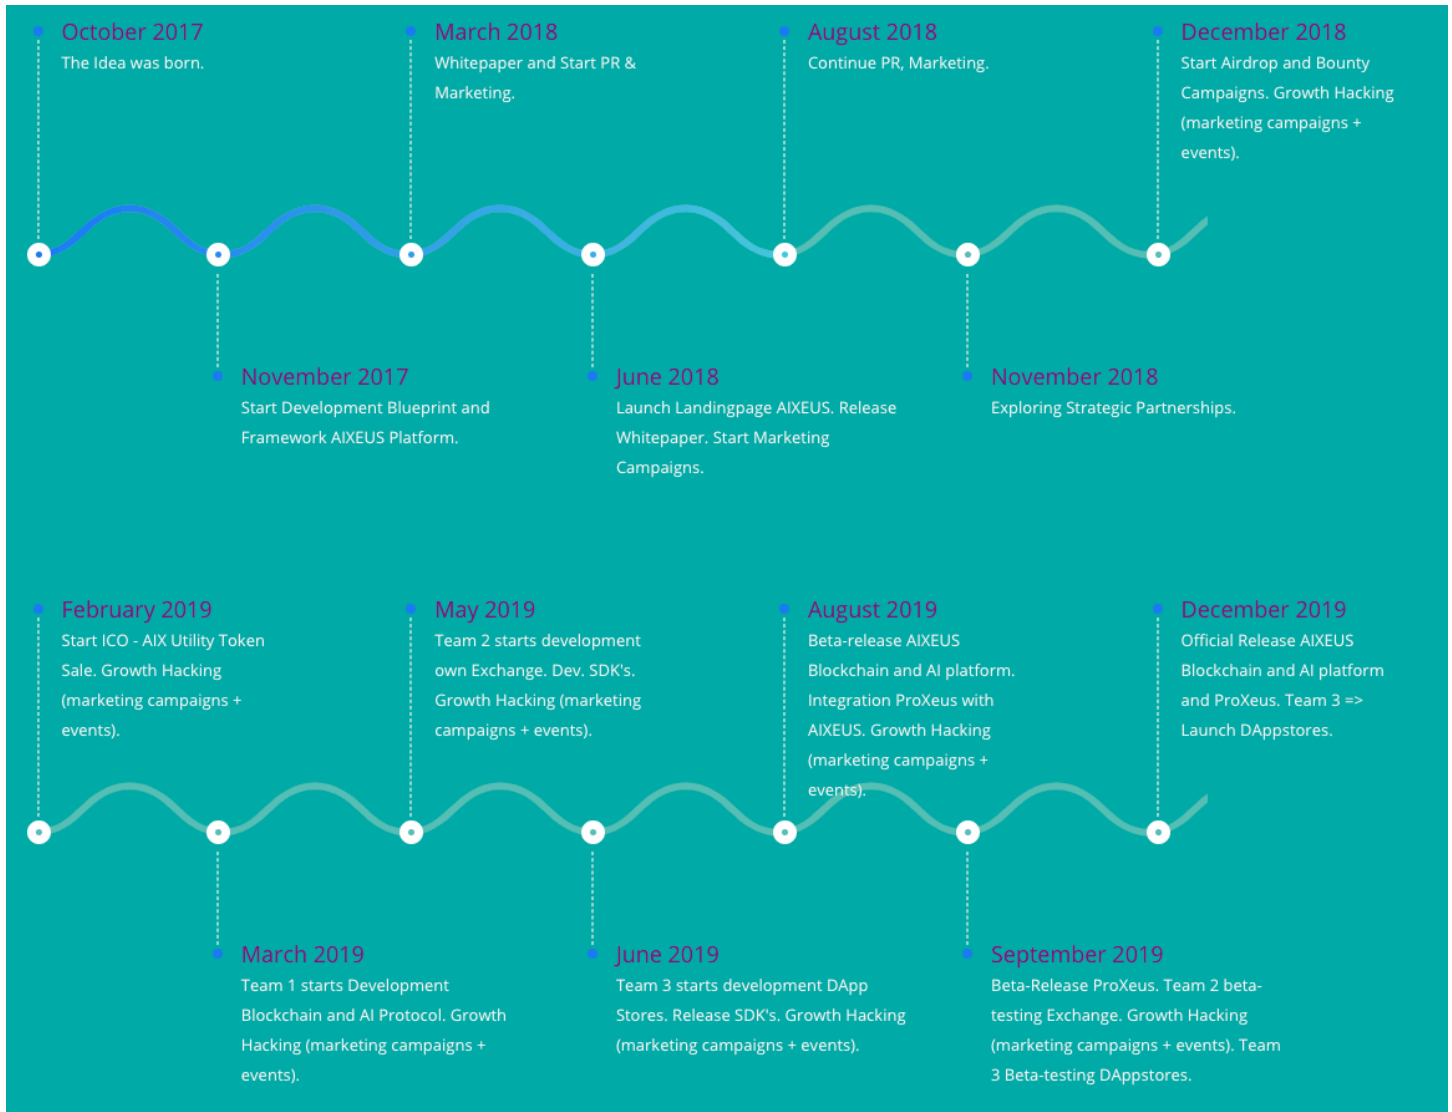 October 2017
The Idea was born.
March 2018
Whitepaper and Start PR &
Marketing.
August 2018
Continue PR, Marketing.
December 2018
Start Airdrop and Bounty
Campaigns. Growth Hacking
(marketing campaigns +
events).
November 2017
Start Development Blueprint and
Framework AIXEUS Platform.
June 2018
Launch Landingpage AIXEUS. Release
Whitepaper. Start Marketing
Campaigns.
November 2018
Exploring Strategic Partnerships.
February 2019
Start ICO - AIX Utility Token
Sale. Growth Hacking
(marketing campaigns +
events).
May 2019
Team 2 starts development
own Exchange. Dev. SDK's.
Growth Hacking (marketing
campaigns + events).
August 2019
Beta-release AIXEUS
Blockchain and AI platform.
Integration ProXeus with
AIXEUS. Growth Hacking
(marketing campaigns +
events).
December 2019
Official Release AIXEUS
Blockchain and AI platform
and ProXeus. Team 3 =>
Launch DAppstores.
March 2019
Team 1 starts Development
Blockchain and AI Protocol. Growth
Hacking (marketing campaigns +
events).
June 2019
Team 3 starts development DApp
Stores. Release SDK's. Growth Hacking
(marketing campaigns + events).
September 2019
Beta-Release ProXeus. Team 2 beta-
testing Exchange. Growth Hacking
(marketing campaigns + events). Team
3 Beta-testing DAppstores.